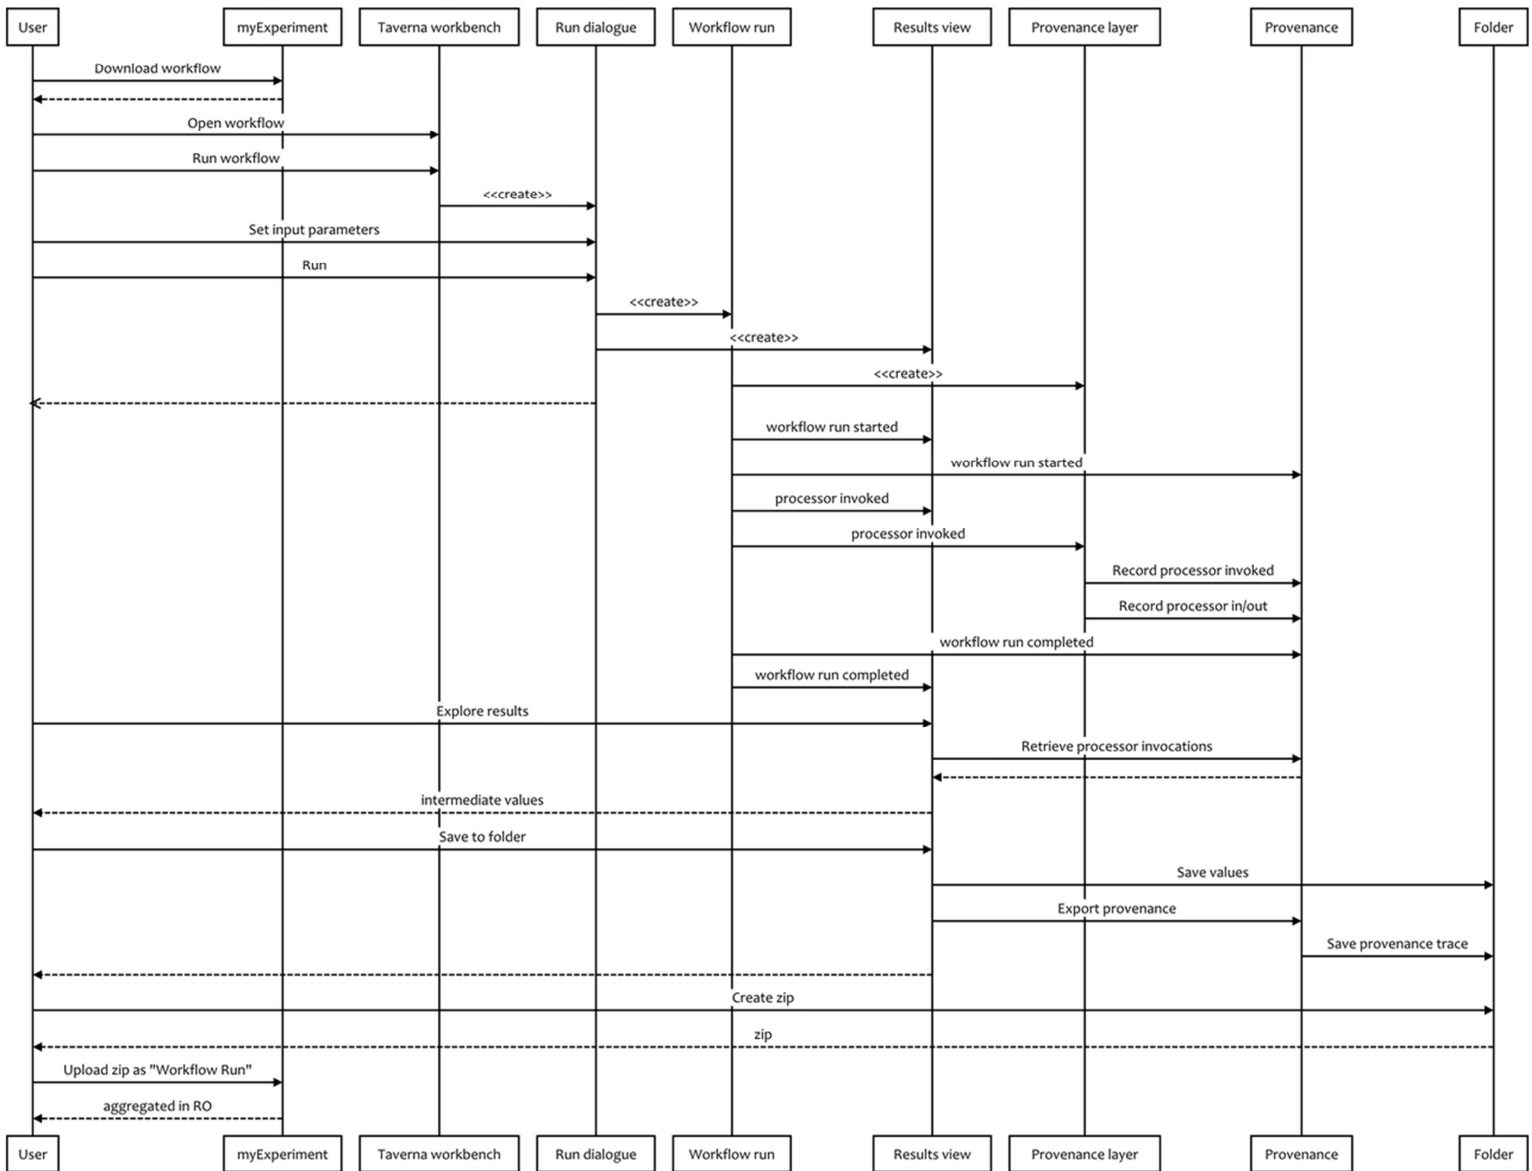 User myExperiment Taverna workbench Run dialogue Workflow run Results view Provenance layer Provenance Folder
Download workflow
Open workflow
Run workflow
<<create>>
Set input parameters
Run
<<create>>
<<create>>
<<create>>
workflow run started
workflow run started
processor invoked
processor invoked
Record processor invoked
Record processor in/out
workflow run completed
workflow run completed
Explore results
Retrieve processor invocations
intermediate values
Save to folder
Save values
Export provenance
Save provenance trace
Create zip
zip
Upload zip as "Workflow Run"
aggregated in RO
User myExperiment Taverna workbench Run dialogue Workflow run Results view Provenance layer Provenance Folder